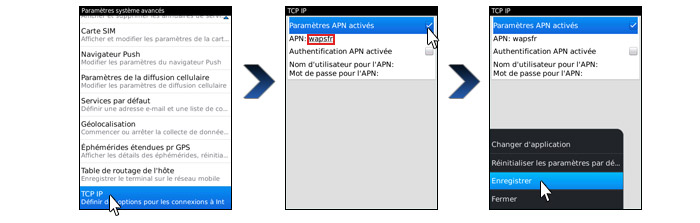 Paramètres système avancés
Afficher et supprimer les annuaires de servi...
Carte SIM
Afficher et modifier les paramètres de la cart...
Navigateur Push
Modifier les paramètres du navigateur Push
Paramètres de la diffusion cellulaire
Modifier les paramètres de diffusion cellulaire
Services par défaut
Définir une adresse e-mail et une liste de co...
Géolocalisation
Commencer ou arrêter la collecte de donnée...
Éphémérides étendues pr GPS
Afficher les détails des éphémérides, réinitia...
Table de routage de l'hôte
Enregistrer le terminal sur le réseau mobile
TCP IP
Définir options pour les connexions à Int
TCP IP
Paramètres APN activés
APN: wapsfr
Authentification APN activée
Nom d'utilisateur pour l'APN:
Mot de passe pour l'APN:
TCP IP
Paramètres APN activés
APN: wapsfr
Authentification APN activée
Nom d'utilisateur pour l'APN:
Mot de passe pour l'APN:
Changer d'application
Réinitialiser les paramètres par dé...
Enregistrer
Fermer